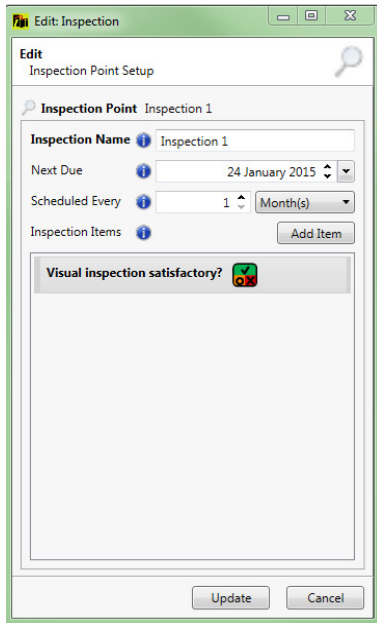 Edit: Inspection
Edit
Inspection Point Setup
Inspection Point Inspection 1
Inspection Name Inspection 1
Next Due 24 January 2015
Scheduled Every 1 Month(s)
Inspection Items Add Item
Visual inspection satisfactory?
Update Cancel